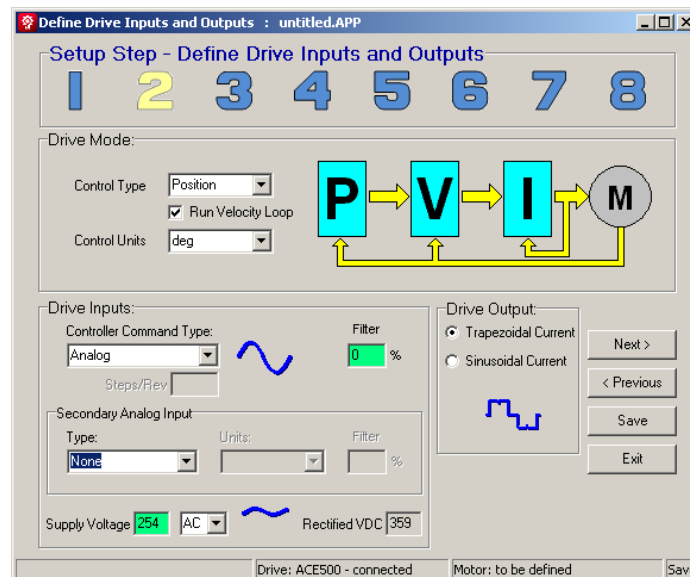 Define Drive Inputs and Outputs : untitled.APP
Setup Step - Define Drive Inputs and Outputs
1 2 3 4 5 6 7 8
Drive Mode:
Control Type Position
Run Velocity Loop
Control Units deg
P V I M
Drive Inputs:
Controller Command Type: Filter
Analog 0 %
Steps/Rev
Secondary Analog Input
Type: Units: Filter
None %
Supply Voltage 254 AC Rectified VDC 359
Drive Output:
Trapezoidal Current
Sinusoidal Current
Next >
< Previous
Save
Exit
Drive: ACE500 - connected Motor: to be defined Save